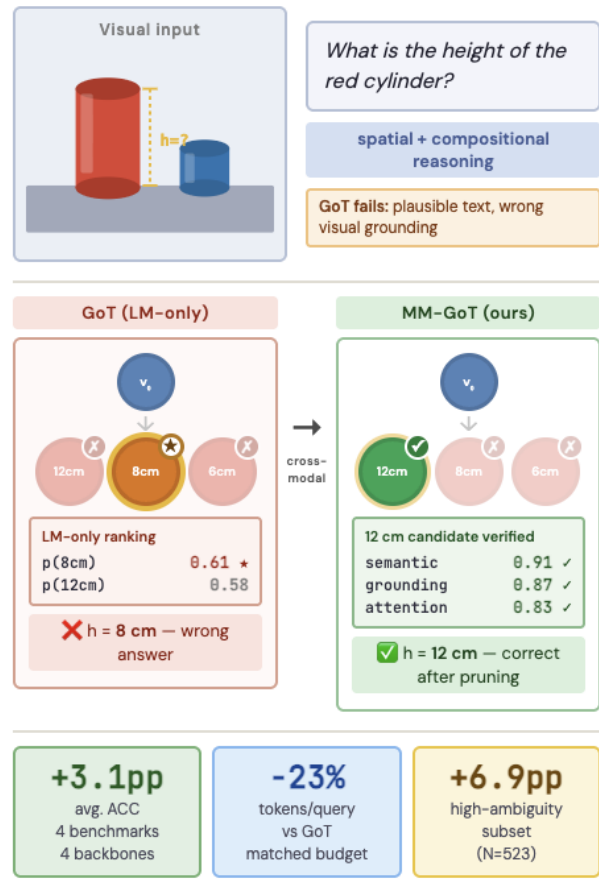 Visual input
h=?
What is the height of the
red cylinder?
spatial + compositional
reasoning
GoT fails: plausible text, wrong
visual grounding
GoT (LM-only)
v₀
12cm ✗
8cm ★
6cm ✗
LM-only ranking
p(8cm) 0.61 ★
p(12cm) 0.58
❌ h = 8 cm — wrong
answer
→
cross-
modal
MM-GoT (ours)
v₀
12cm ✓
8cm ✗
6cm ✗
12 cm candidate verified
semantic 0.91 ✓
grounding 0.87 ✓
attention 0.83 ✓
✅ h = 12 cm — correct
after pruning
+3.1pp
avg. ACC
4 benchmarks
4 backbones
-23%
tokens/query
vs GoT
matched budget
+6.9pp
high-ambiguity
subset
(N=523)